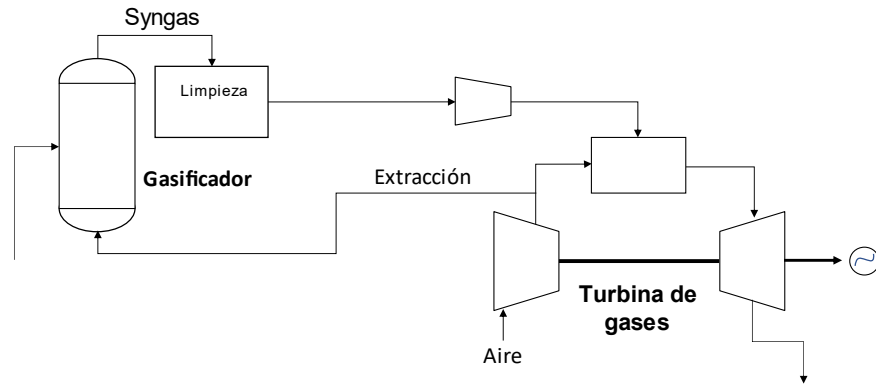 Syngas
Limpieza
Gasificador
Extracción
Turbina de
gases
Aire